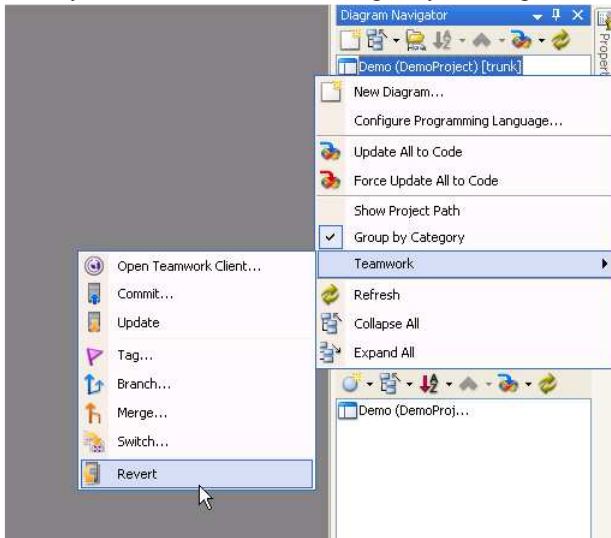 Diagram Navigator
Demo (DemoProject) [trunk]
New Diagram...
Configure Programming Language...
Update All to Code
Force Update All to Code
Show Project Path
Group by Category
Teamwork
Refresh
Collapse All
Expand All
Open Teamwork Client...
Commit...
Update
Tag...
Branch...
Merge...
Switch...
Revert
Demo (DemoProj...